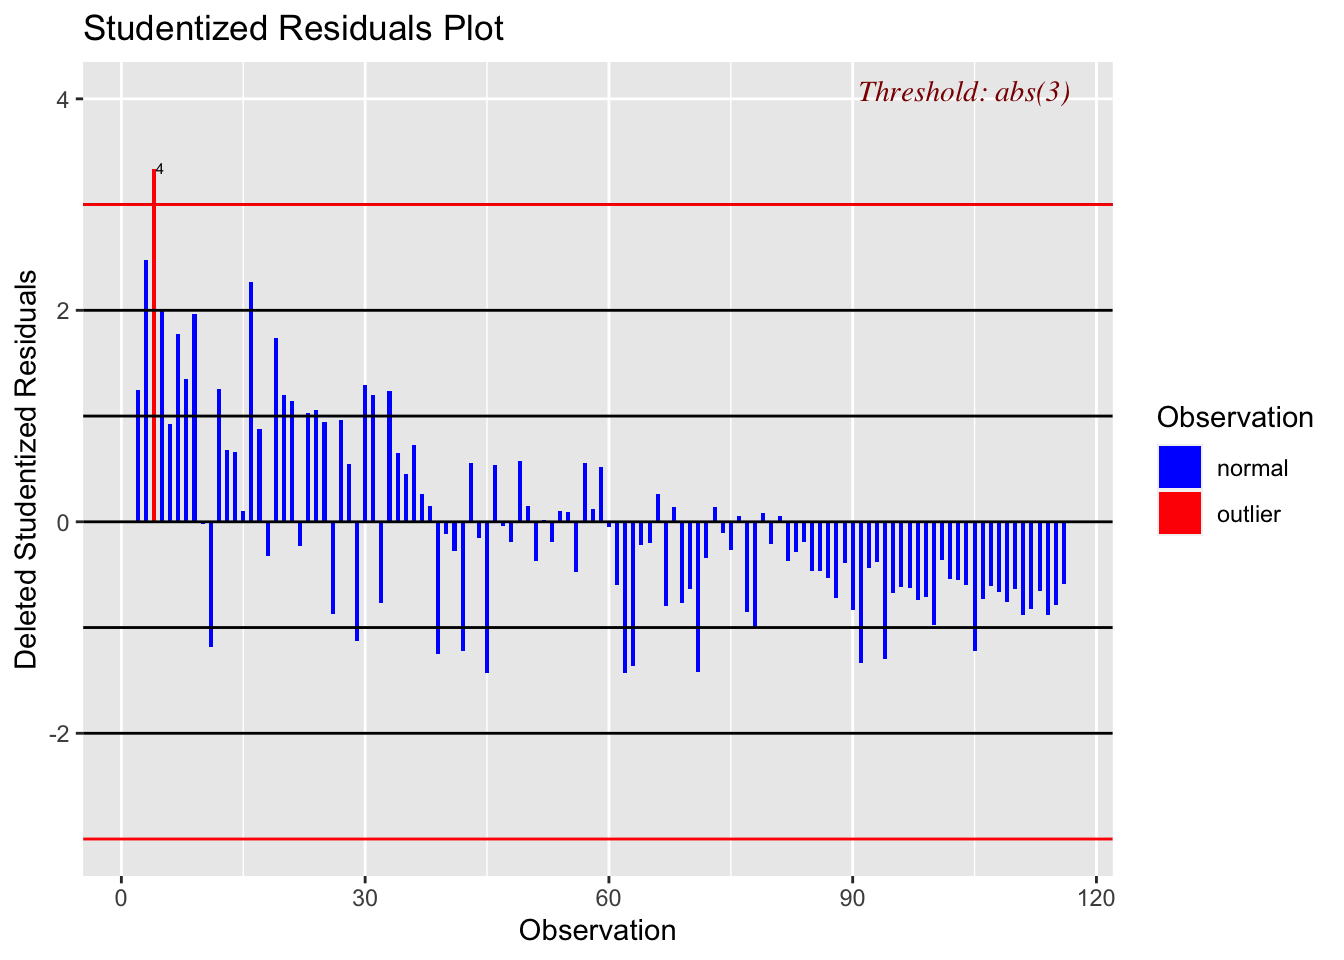 Studentized Residuals Plot
Threshold: abs(3)
4
4
2
0
-2
Deleted Studentized Residuals
0
30
60
90
120
Observation
Observation
normal
outlier